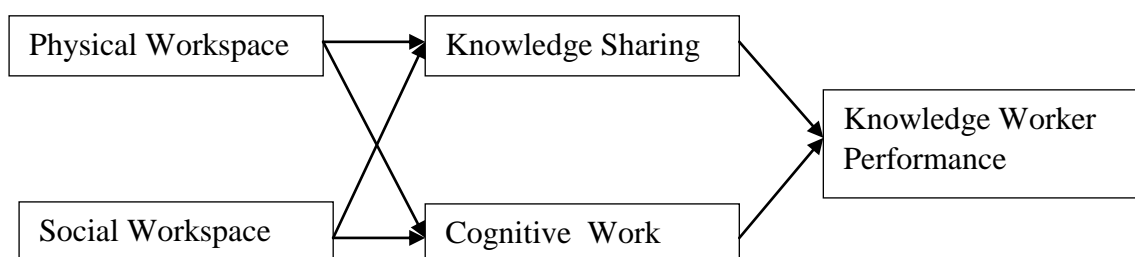 Physical Workspace
Knowledge Sharing
Knowledge Worker
Performance
Social Workspace
Cognitive Work